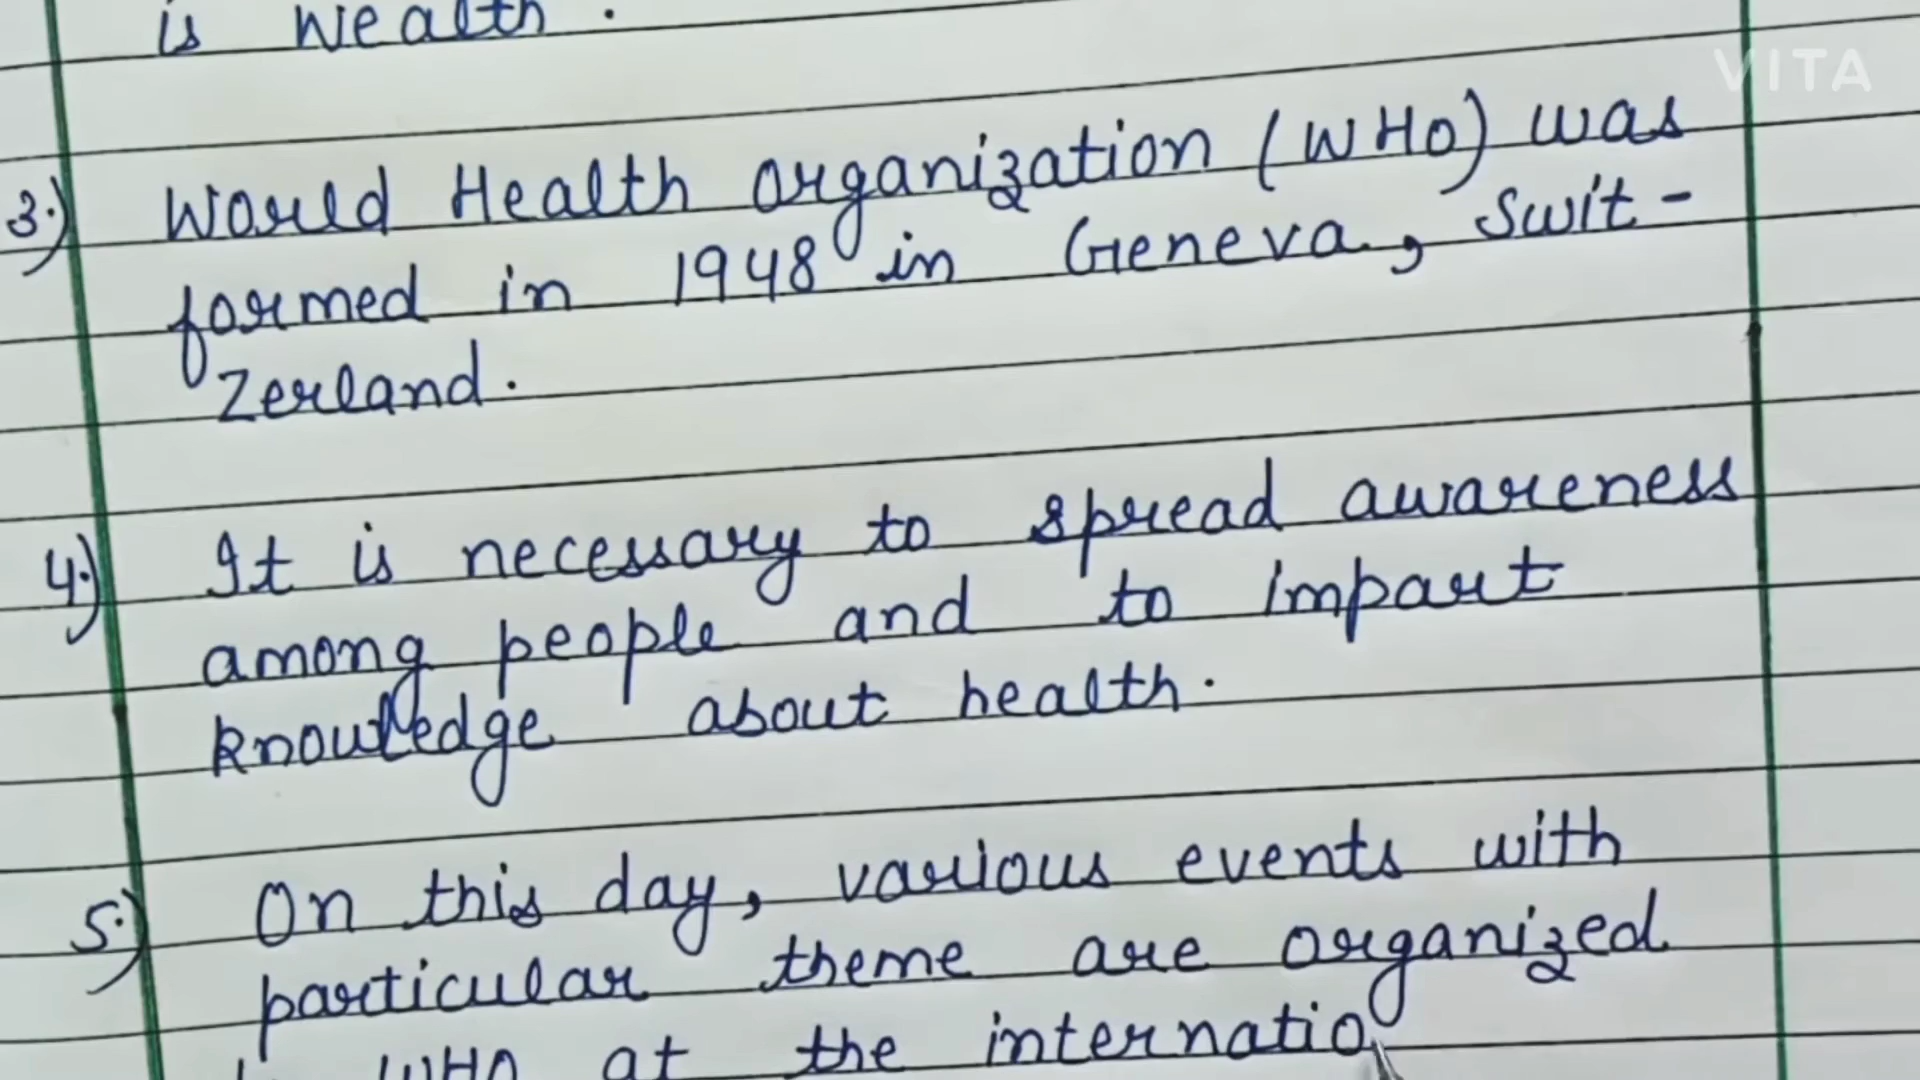 is wealth.
VITA
3.) World Health Organization (WHO) was
formed in 1948 in Geneva, Swit-
Zerland.
4.) It is necessary to spread awareness
among people and to impart
knowledge about health.
5.) On this day, various events with
particular theme are organized
by WHO at the internatio